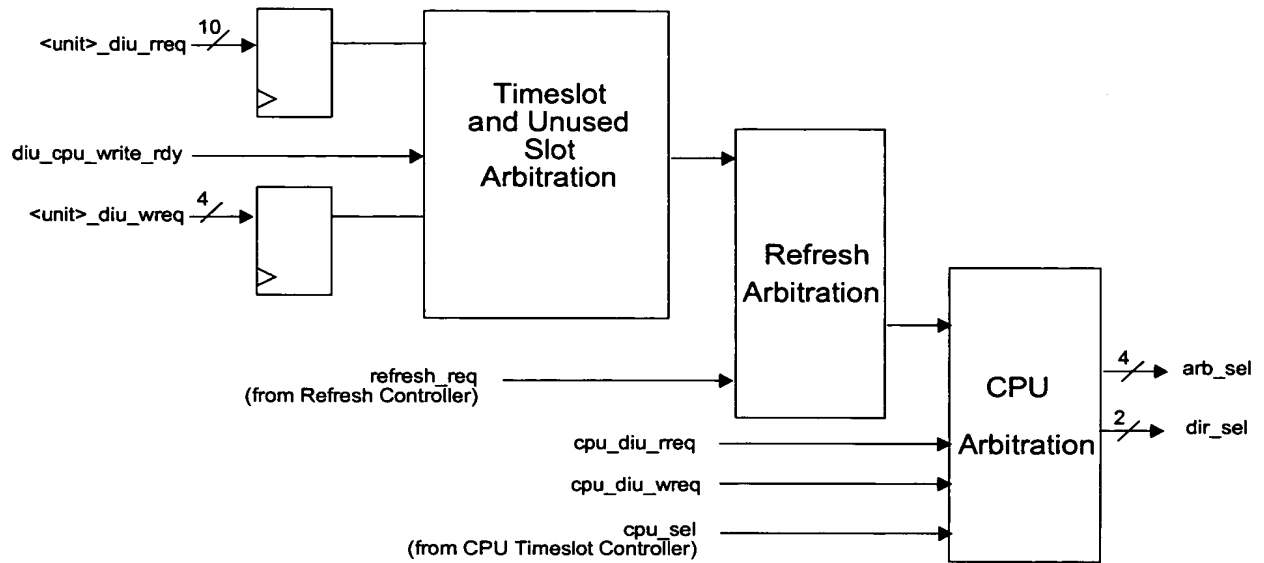 10
<unit>_diu_rreq
Timeslot
and Unused
Slot
Arbitration
diu_cpu_write_rdy
4
<unit>_diu_wreq
Refresh
Arbitration
refresh_req
(from Refresh Controller)
4
arb_sel
CPU
Arbitration
2
dir_sel
cpu_diu_rreq
cpu_diu_wreq
cpu_sel
(from CPU Timeslot Controller)